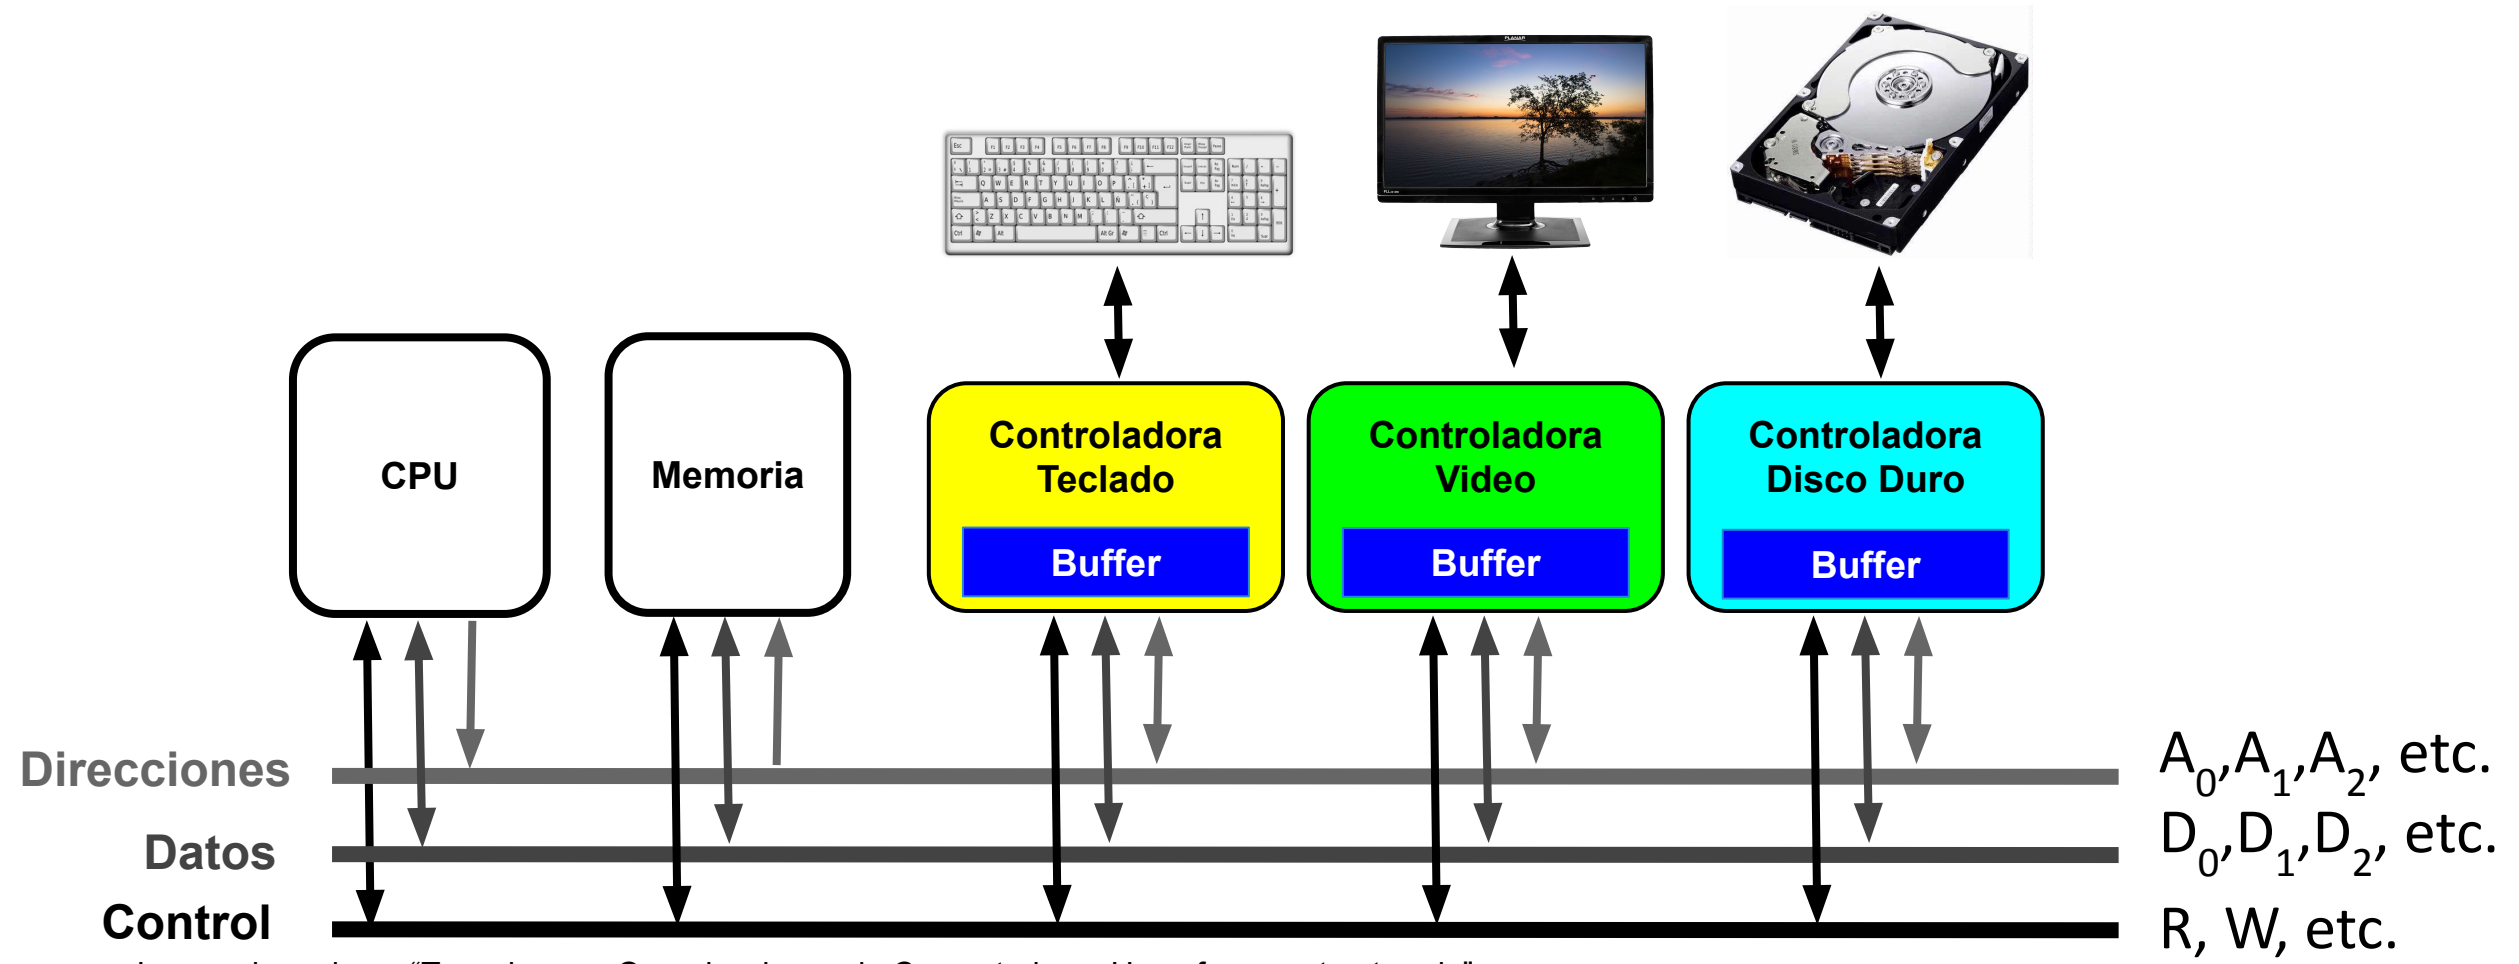 PLANAR
CPU
Memoria
Controladora
Teclado
Buffer
Controladora
Video
Buffer
Controladora
Disco Duro
Buffer
Direcciones
A0,A1,A2, etc.
Datos
D0,D1,D2, etc.
Control
R, W, etc.